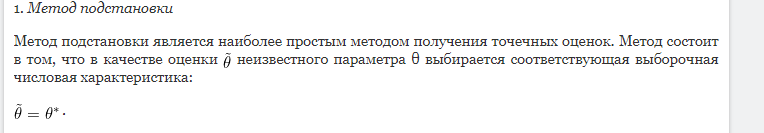 1. Метод подстановки
Метод подстановки является наиболее простым методом получения точечных оценок. Метод состоит
в том, что в качестве оценки θ̃ неизвестного параметра θ выбирается соответствующая выборочная
числовая характеристика:
θ̃ = θ* .